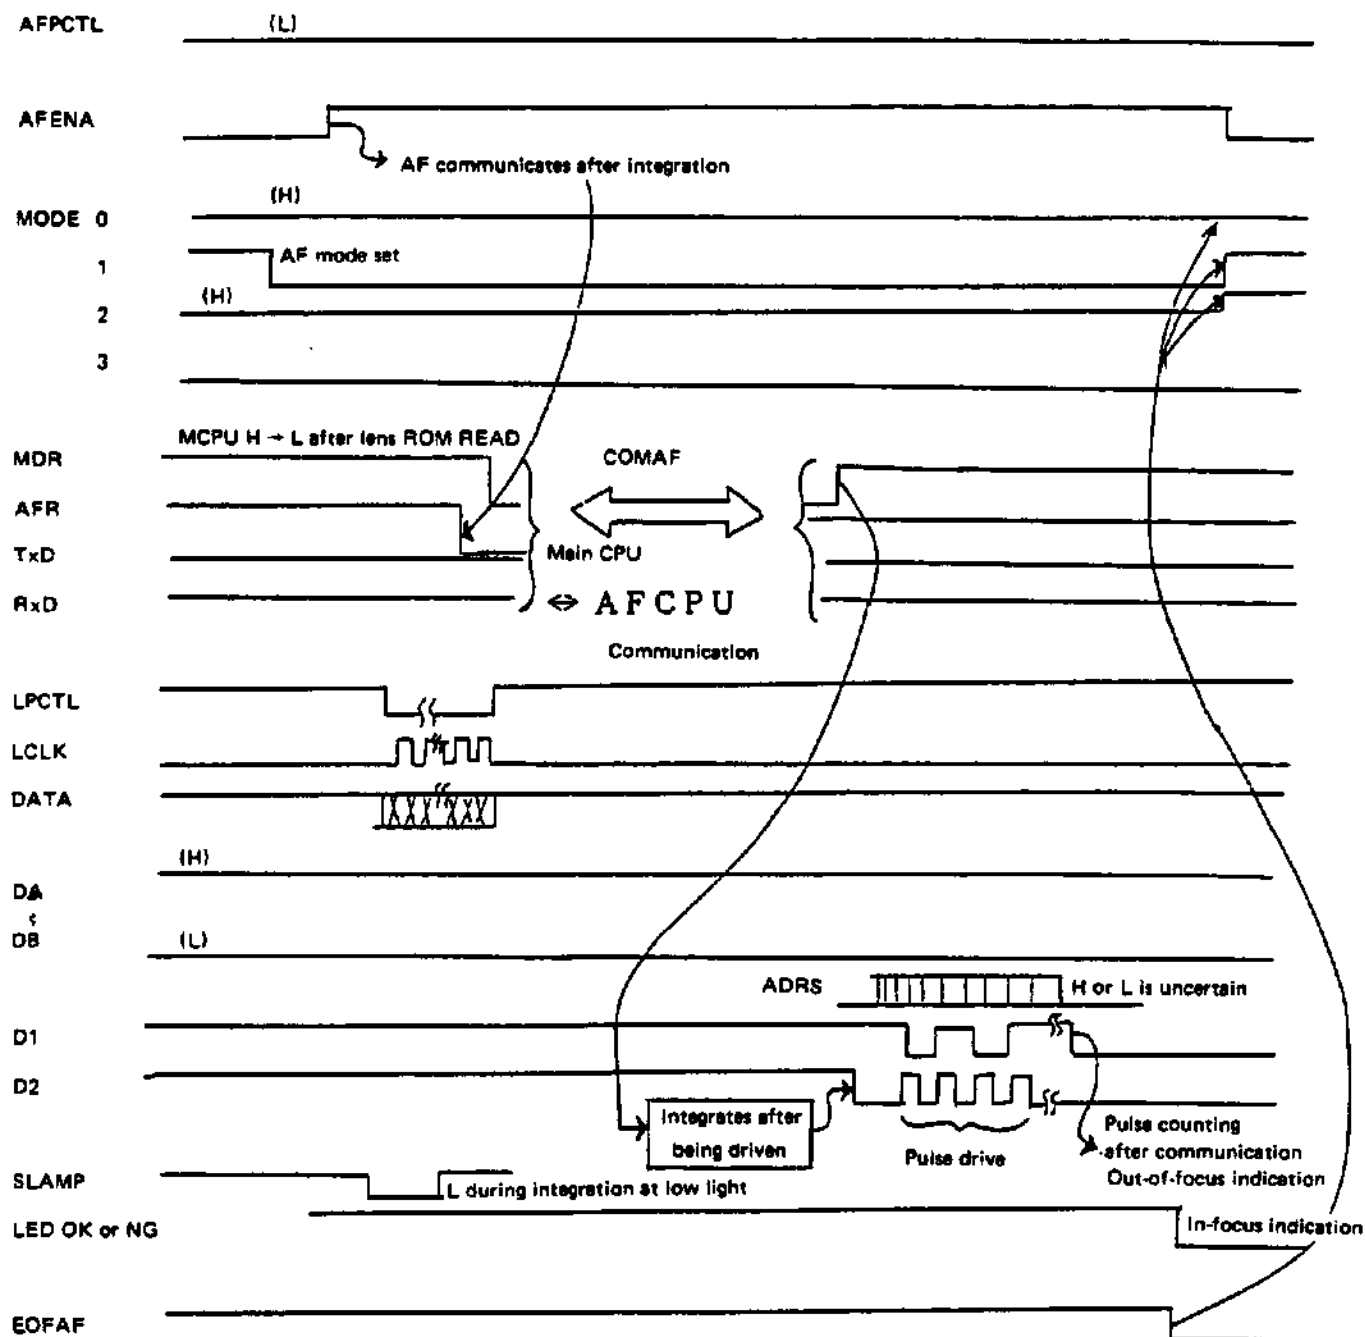 AFPCTL (L)
AFENA
AF communicates after integration
(H)
MODE 0
1 AF mode set
(H)
2
3
MCPU H → L after lens ROM READ
MDR COMAF
AFR
TxD Main CPU
RxD ⇔ AFCPU
Communication
LPCTL
LCLK
DATA
(H)
DA
DB (L)
ADRS H or L is uncertain
D1
D2
Integrates after
being driven
Pulse drive
Pulse counting
after communication
Out-of-focus indication
SLAMP L during integration at low light
LED OK or NG In-focus indication
EOFAF